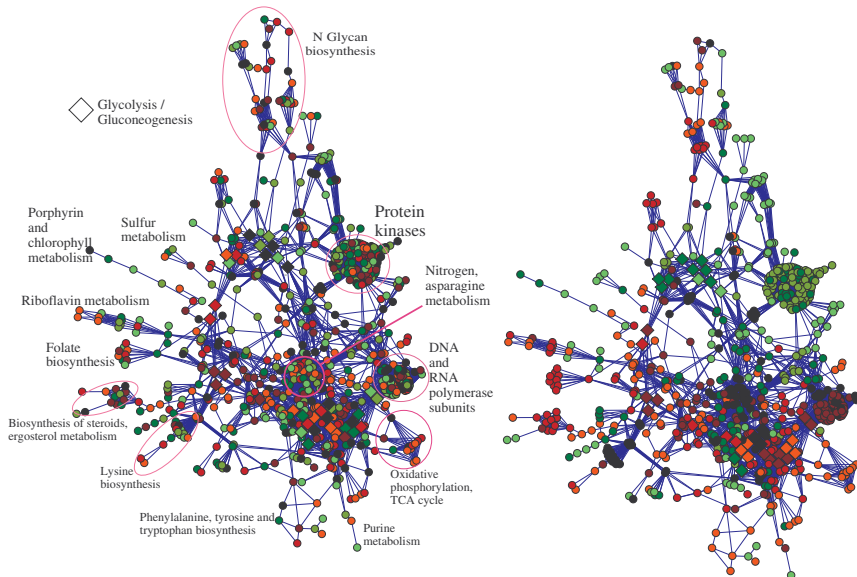 N Glycan
biosynthesis
Glycolysis /
Gluconeogenesis
Porphyrin
and
chlorophyll
metabolism
Sulfur
metabolism
Protein
kinases
Nitrogen,
asparagine
metabolism
Riboflavin metabolism
Folate
biosynthesis
DNA
and
RNA
polymerase
subunits
Biosynthesis of steroids,
ergosterol metabolism
Lysine
biosynthesis
Oxidative
phosphorylation,
TCA cycle
Phenylalanine, tyrosine and
tryptophan biosynthesis
Purine
metabolism